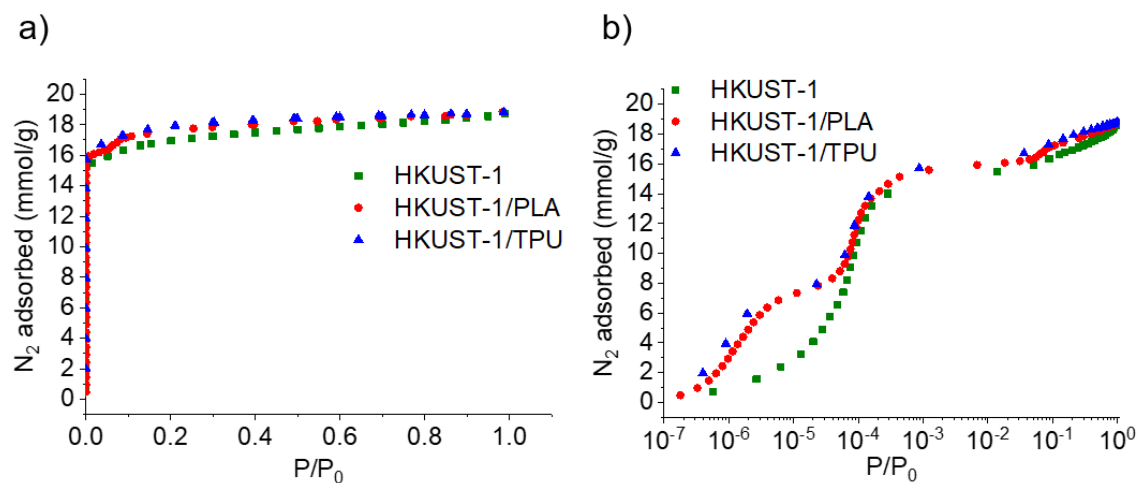 a)
N₂ adsorbed (mmol/g)
20
18
16
14
12
10
8
6
4
2
0
HKUST-1
HKUST-1/PLA
HKUST-1/TPU
0.0 0.2 0.4 0.6 0.8 1.0
P/P₀
b)
N₂ adsorbed (mmol/g)
20
18
16
14
12
10
8
6
4
2
0
HKUST-1
HKUST-1/PLA
HKUST-1/TPU
10⁻⁷ 10⁻⁶ 10⁻⁵ 10⁻⁴ 10⁻³ 10⁻² 10⁻¹ 10⁰
P/P₀